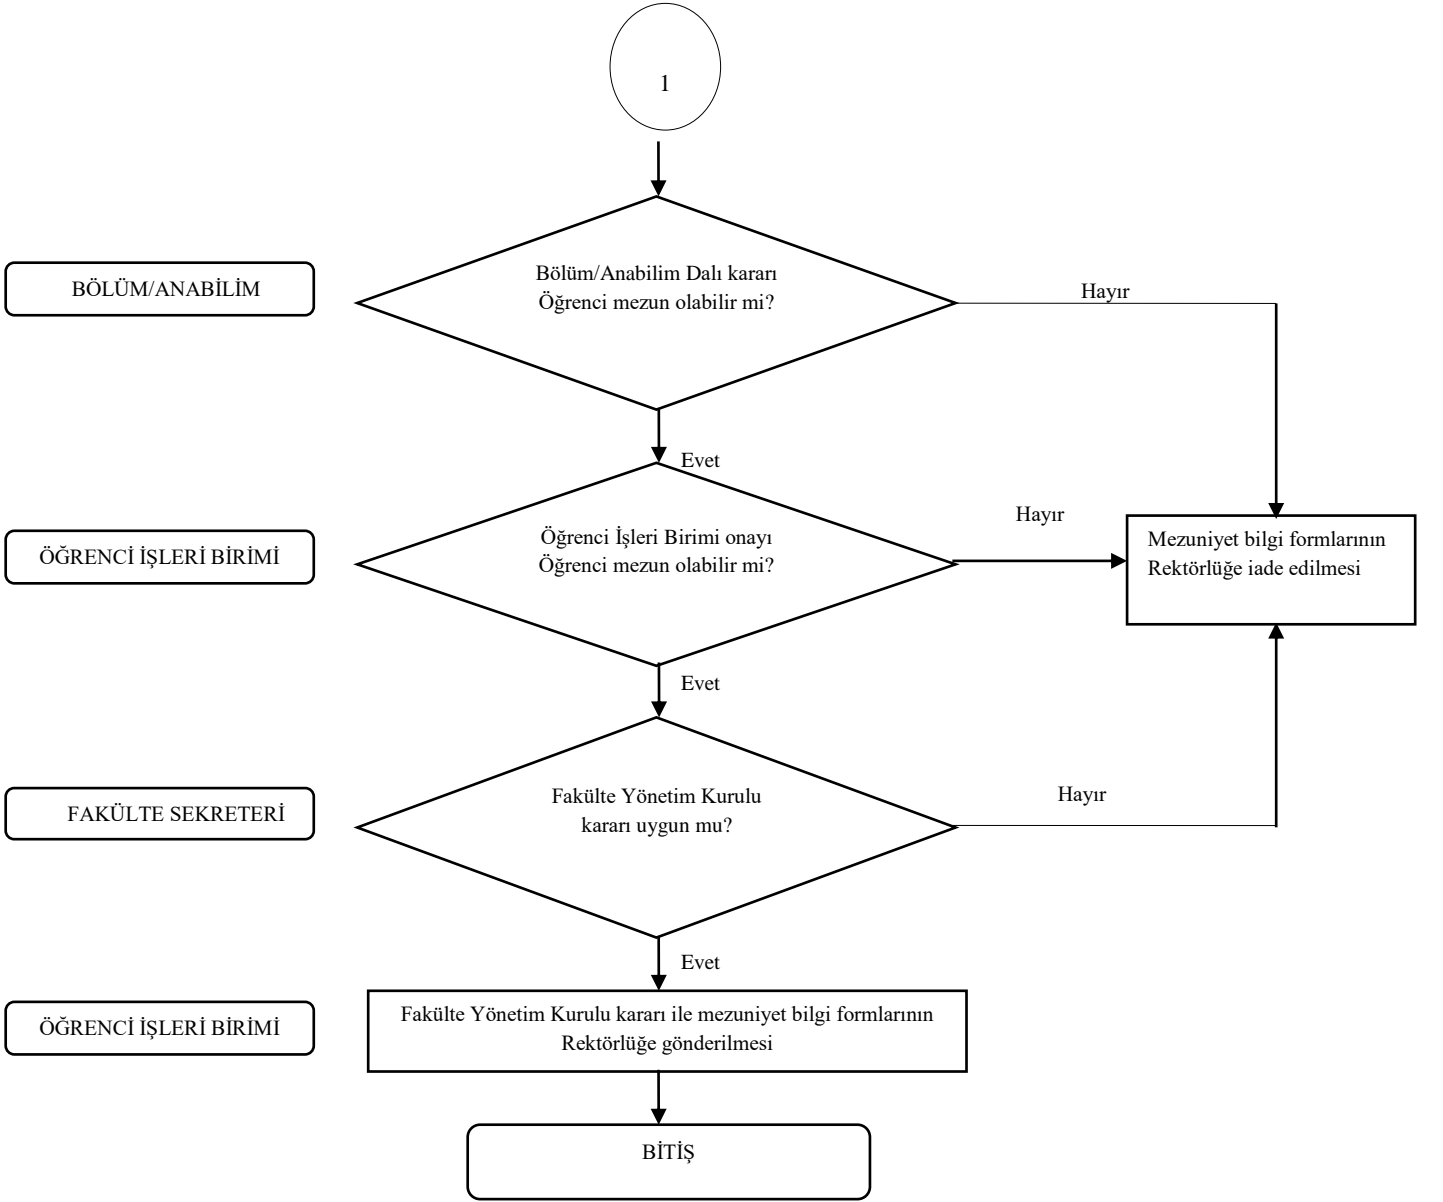 1
BÖLÜM/ANABİLİM
Bölüm/Anabilim Dalı kararı
Öğrenci mezun olabilir mi?
Hayır
Evet
ÖĞRENCİ İŞLERİ BİRİMİ
Öğrenci İşleri Birimi onayı
Öğrenci mezun olabilir mi?
Hayır
Mezuniyet bilgi formlarının
Rektörlüğe iade edilmesi
Evet
FAKÜLTE SEKRETERİ
Fakülte Yönetim Kurulu
kararı uygun mu?
Hayır
Evet
ÖĞRENCİ İŞLERİ BİRİMİ
Fakülte Yönetim Kurulu kararı ile mezuniyet bilgi formlarının
Rektörlüğe gönderilmesi
BİTİŞ